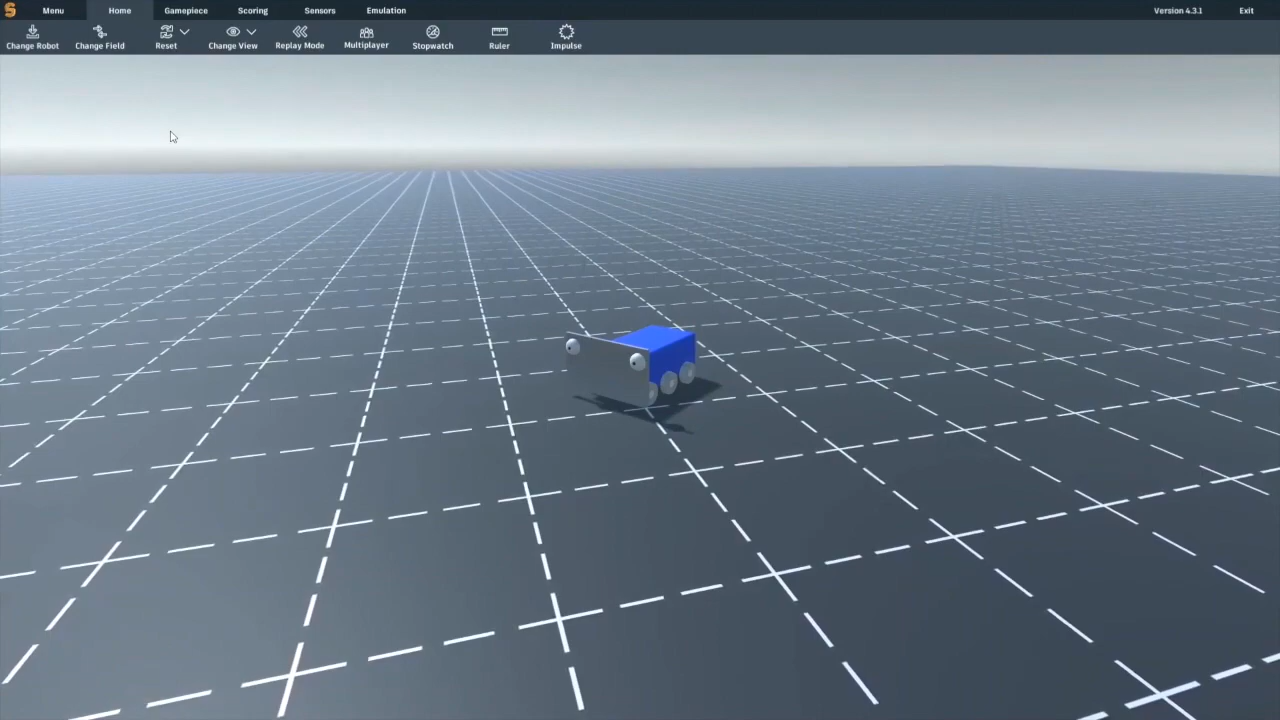 Menu Home Gamepiece Scoring Sensors Emulation Version 4.3.1 Exit
Change Robot Change Field Reset Change View Replay Mode Multiplayer Stopwatch Ruler Impulse